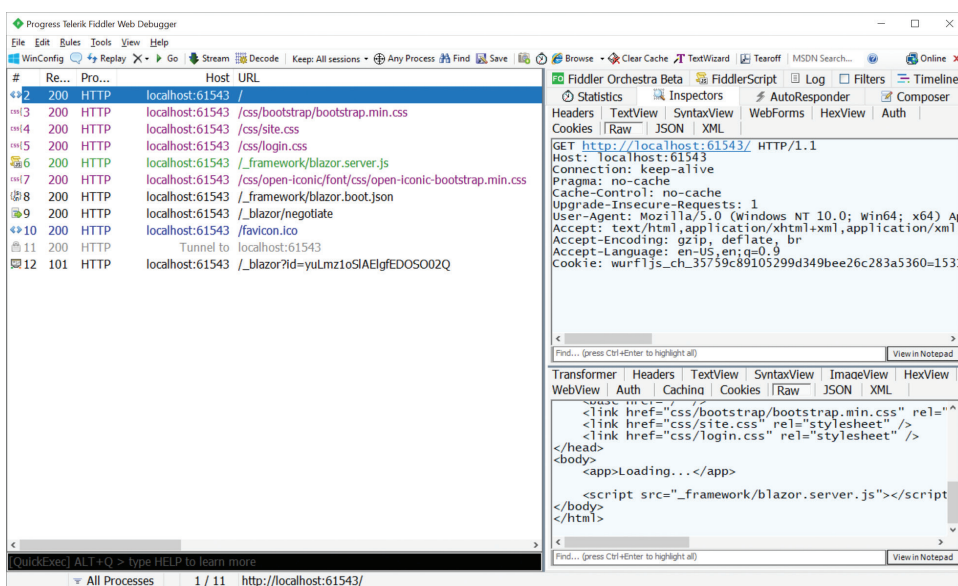 Progress Telerik Fiddler Web Debugger
File Edit Rules Tools View Help
WinConfig Replay Go Stream Decode Keep: All sessions Any Process Find Save Browse Clear Cache TextWizard Tearoff MSDN Search... Online
# Re... Pro... Host URL
2 200 HTTP localhost:61543 /
3 200 HTTP localhost:61543 /css/bootstrap/bootstrap.min.css
4 200 HTTP localhost:61543 /css/site.css
5 200 HTTP localhost:61543 /css/login.css
6 200 HTTP localhost:61543 /_framework/blazor.server.js
7 200 HTTP localhost:61543 /css/open-iconic/font/css/open-iconic-bootstrap.min.css
8 200 HTTP localhost:61543 /_framework/blazor.boot.json
9 200 HTTP localhost:61543 /_blazor/negotiate
10 200 HTTP localhost:61543 /favicon.ico
11 200 HTTP Tunnel to localhost:61543
12 101 HTTP localhost:61543 /_blazor?id=yuLmz1oSlAElgfEDOSO02Q
[QuickExec] ALT+Q > type HELP to learn more
All Processes 1 / 11 http://localhost:61543/
Fiddler Orchestra Beta FiddlerScript Log Filters Timeline
Statistics Inspectors AutoResponder Composer
Headers TextView SyntaxView WebForms HexView Auth
Cookies Raw JSON XML
GET http://localhost:61543/ HTTP/1.1
Host: localhost:61543
Connection: keep-alive
Pragma: no-cache
Cache-Control: no-cache
Upgrade-Insecure-Requests: 1
User-Agent: Mozilla/5.0 (Windows NT 10.0; Win64; x64) Ap
Accept: text/html,application/xhtml+xml,application/xml
Accept-Encoding: gzip, deflate, br
Accept-Language: en-US,en;q=0.9
Cookie: wurfljs_ch_35759c89105299d349bee26c283a5360=153
Find... (press Ctrl+Enter to highlight all) View in Notepad
Transformer Headers TextView SyntaxView ImageView HexView
WebView Auth Caching Cookies Raw JSON XML
<base href="/" />
<link href="css/bootstrap/bootstrap.min.css" rel="
<link href="css/site.css" rel="stylesheet" />
<link href="css/login.css" rel="stylesheet" />
</head>
<body>
<app>Loading...</app>
<script src="_framework/blazor.server.js"></script
</body>
</html>
Find... (press Ctrl+Enter to highlight all) View in Notepad